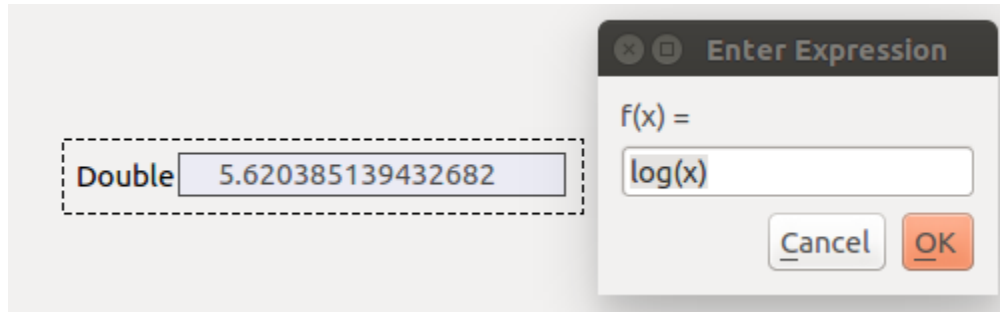 Enter Expression
f(x) =
Double 5.620385139432682
log(x)
Cancel OK